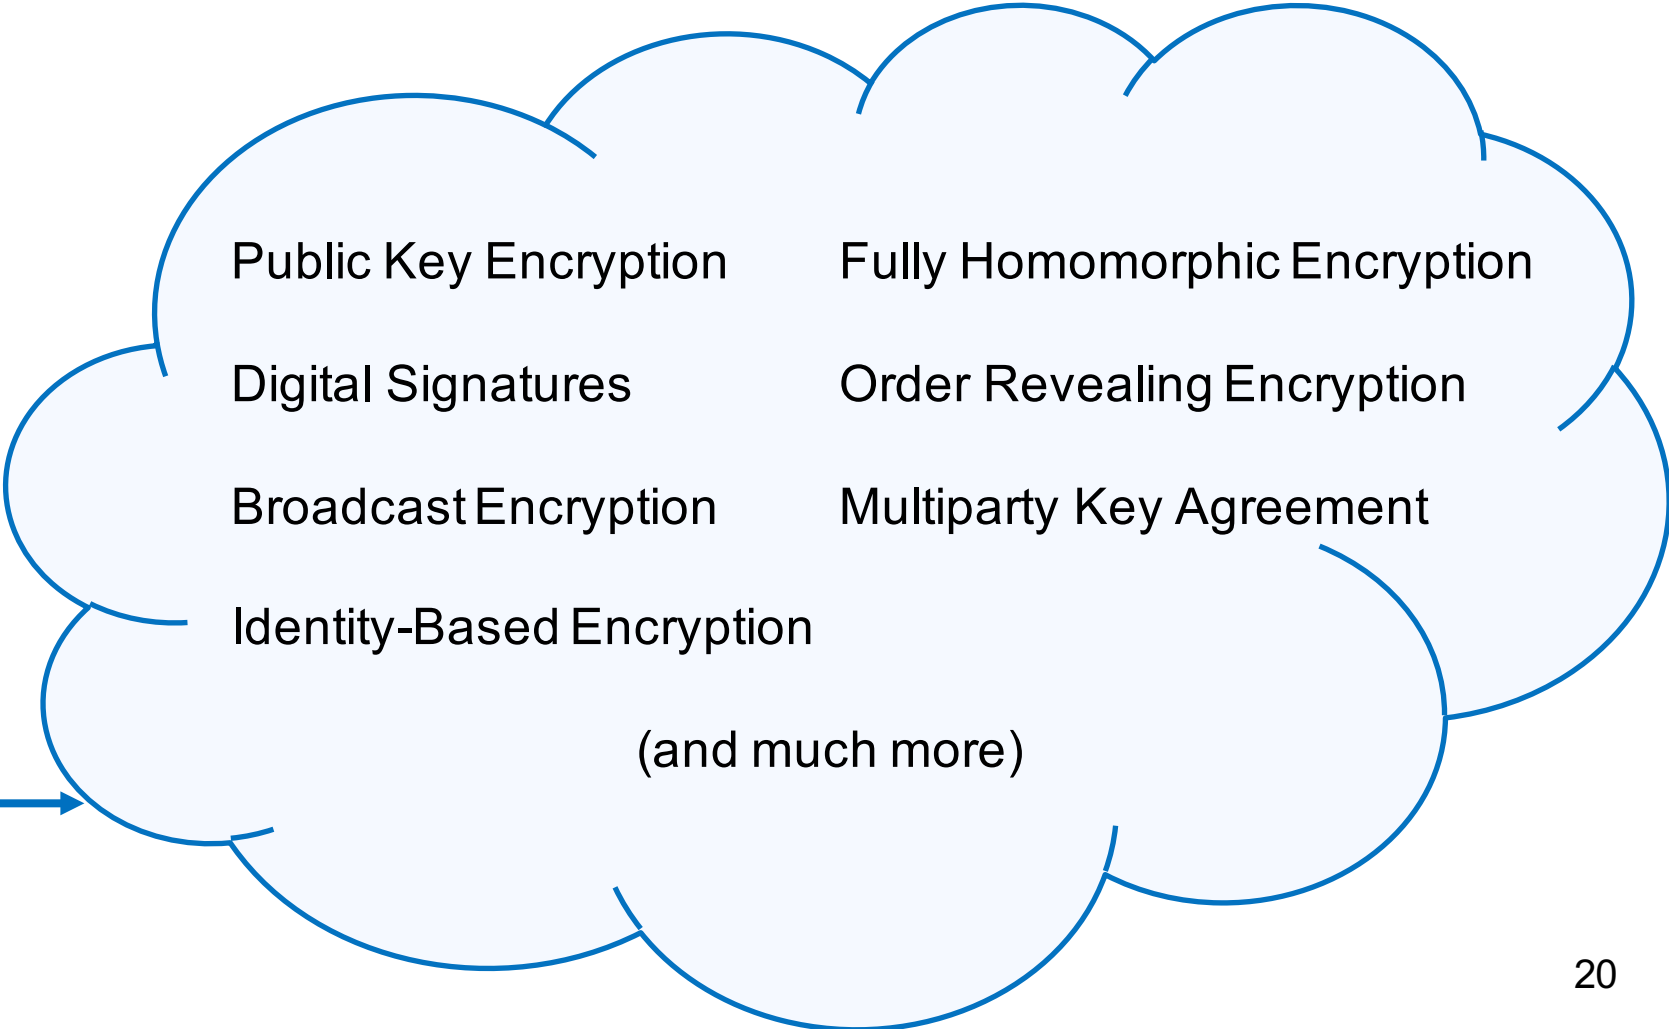 Public Key Encryption
Fully Homomorphic Encryption
Digital Signatures
Order Revealing Encryption
Broadcast Encryption
Multiparty Key Agreement
Identity-Based Encryption
(and much more)
20